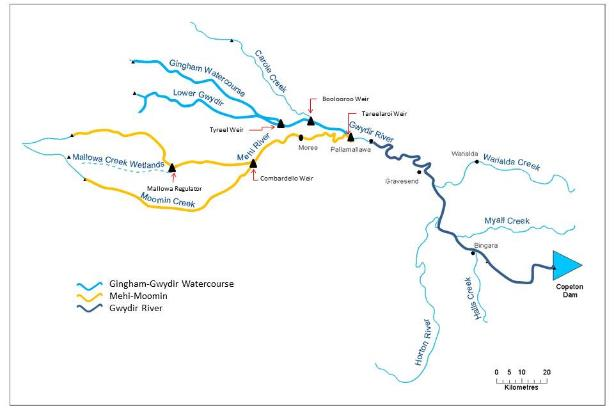 Carole Creek
Gingham Watercourse
Lower Gwydir
Booloaroo Weir
Tareelaroi Weir
Tyreel Weir
Gwydir River
Mehi River
Moree
Pallamallawa
Mallowa Creek Wetlands
Mallowa Regulator
Combardello Weir
Moomin Creek
Warialda
Warialda Creek
Gravesend
Myall Creek
Bingara
Copeton
Dam
Halls Creek
Horton River
Gingham-Gwydir Watercourse
Mehi-Moomin
Gwydir River
0 5 10 20
Kilometres